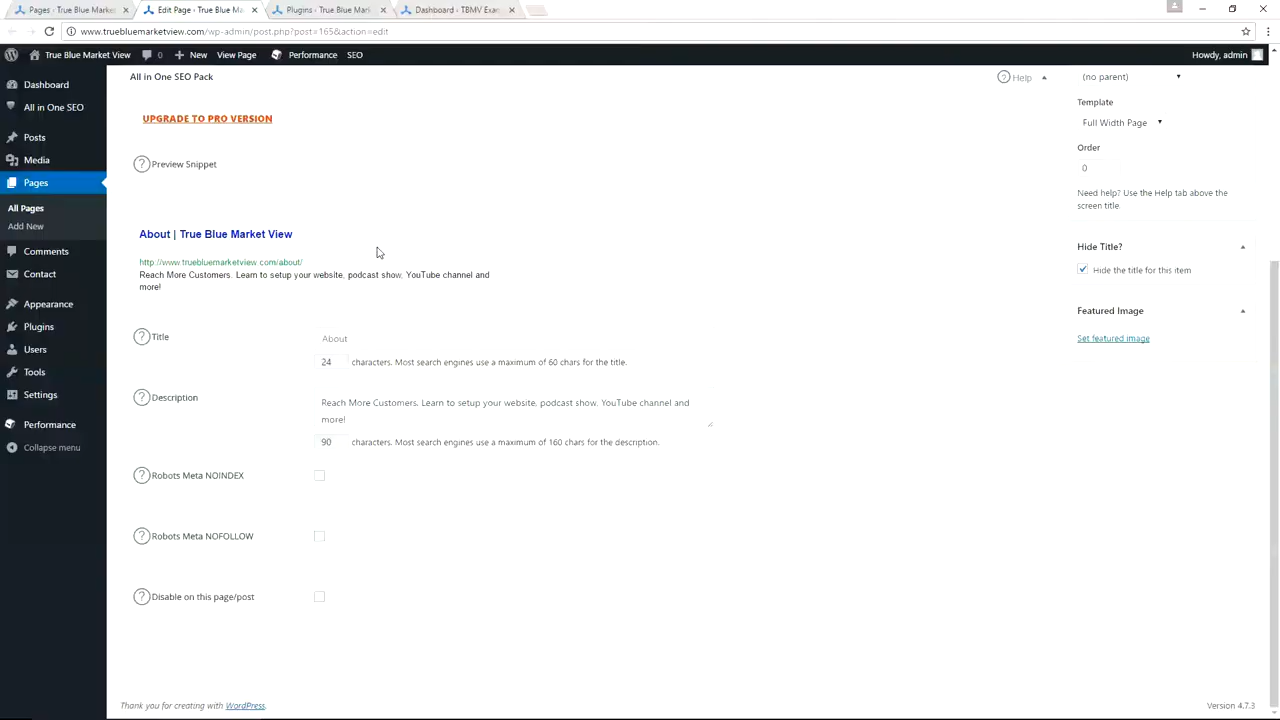 Pages ‹ True Blue Market
Edit Page ‹ True Blue M
Plugins ‹ True Blue Mark
Dashboard ‹ TBMV Exam
www.truebluemarketview.com/wp-admin/post.php?post=165&action=edit
True Blue Market View
0
New
View Page
Performance
SEO
Howdy, admin
Dashboard
All in One SEO
Posts
Media
Pages
All Pages
Add New
Comments
Contact
Appearance
Plugins
Users
Tools
Settings
Performance
Collapse menu
All in One SEO Pack
Help
UPGRADE TO PRO VERSION
Preview Snippet
About | True Blue Market View
http://www.truebluemarketview.com/about/
Reach More Customers. Learn to setup your website, podcast show, YouTube channel and
more!
Title
About
24 characters. Most search engines use a maximum of 60 chars for the title.
Description
Reach More Customers. Learn to setup your website, podcast show, YouTube channel and
more!
90 characters. Most search engines use a maximum of 160 chars for the description.
Robots Meta NOINDEX
Robots Meta NOFOLLOW
Disable on this page/post
(no parent)
Template
Full Width Page
Order
0
Need help? Use the Help tab above the
screen title.
Hide Title?
Hide the title for this item
Featured Image
Set featured image
Thank you for creating with WordPress.
Version 4.7.3